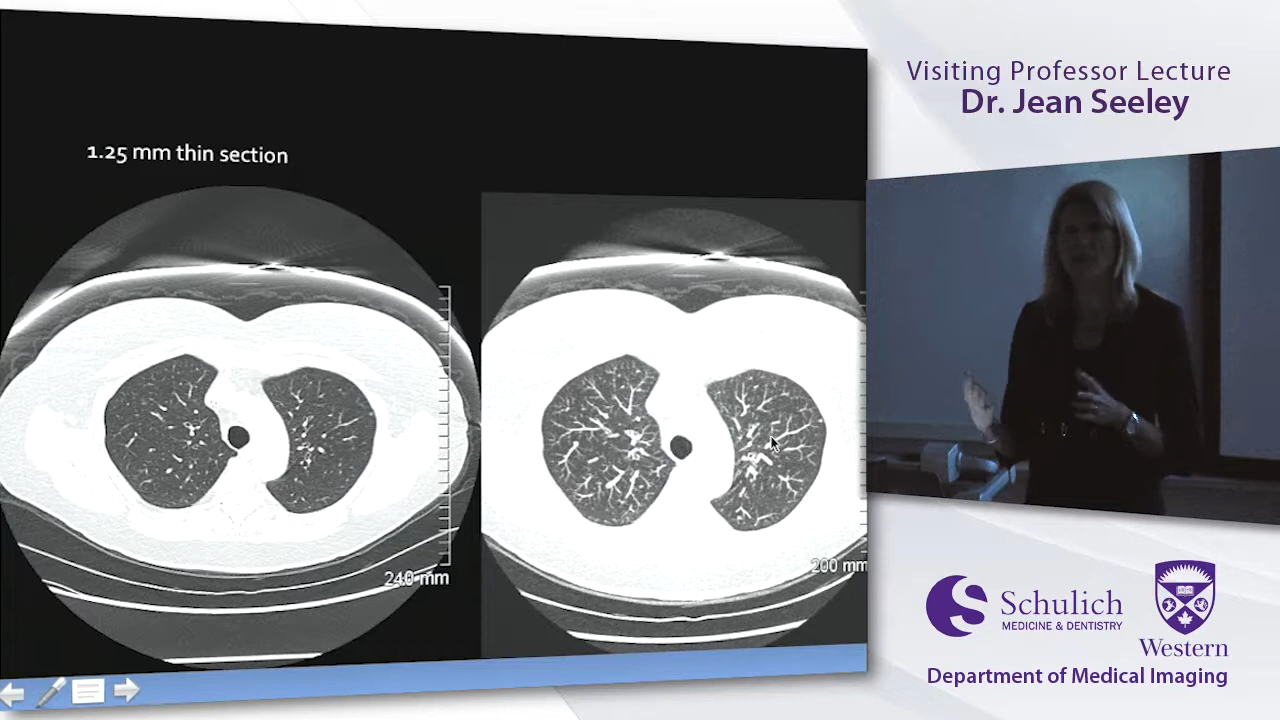 1.25 mm thin section
240 mm
200 mm
Visiting Professor Lecture
Dr. Jean Seeley
Schulich
MEDICINE & DENTISTRY
Western
Department of Medical Imaging